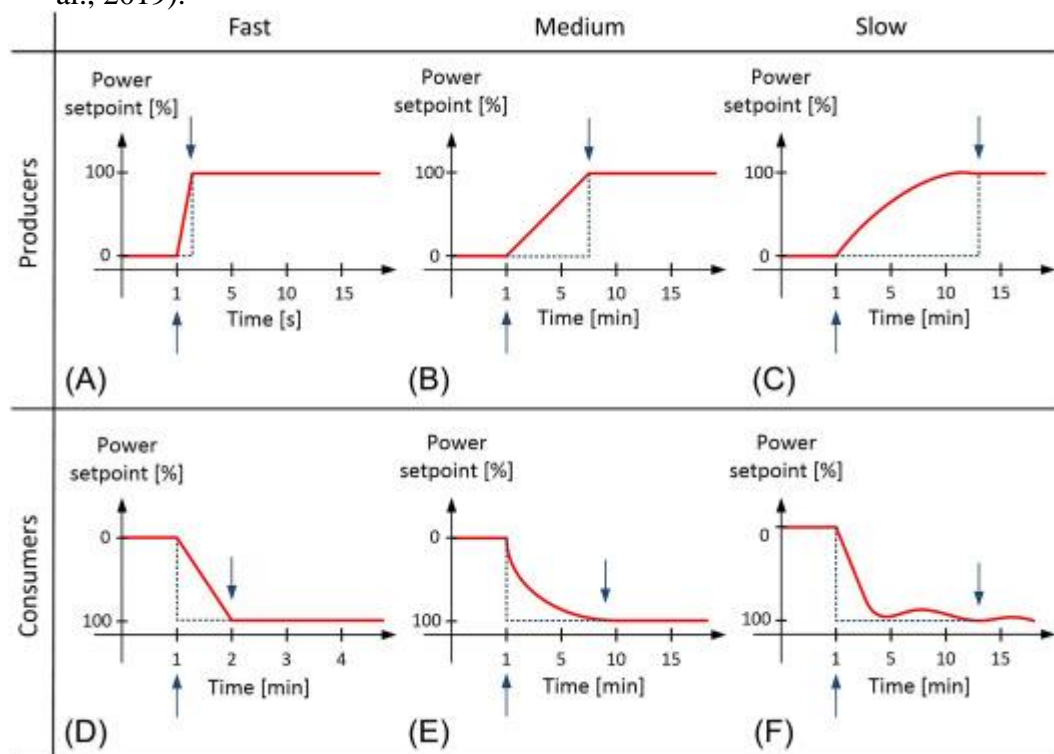 al., 2019).
Fast Medium Slow
Producers
Power
setpoint [%]
100
0
1 5 10 15
Time [s]
(A)
Power
setpoint [%]
100
0
1 5 10 15
Time [min]
(B)
Power
setpoint [%]
100
0
1 5 10 15
Time [min]
(C)
Consumers
Power
setpoint [%]
0
100
1 2 3 4
Time [min]
(D)
Power
setpoint [%]
0
100
1 5 10 15
Time [min]
(E)
Power
setpoint [%]
0
100
1 5 10 15
Time [min]
(F)